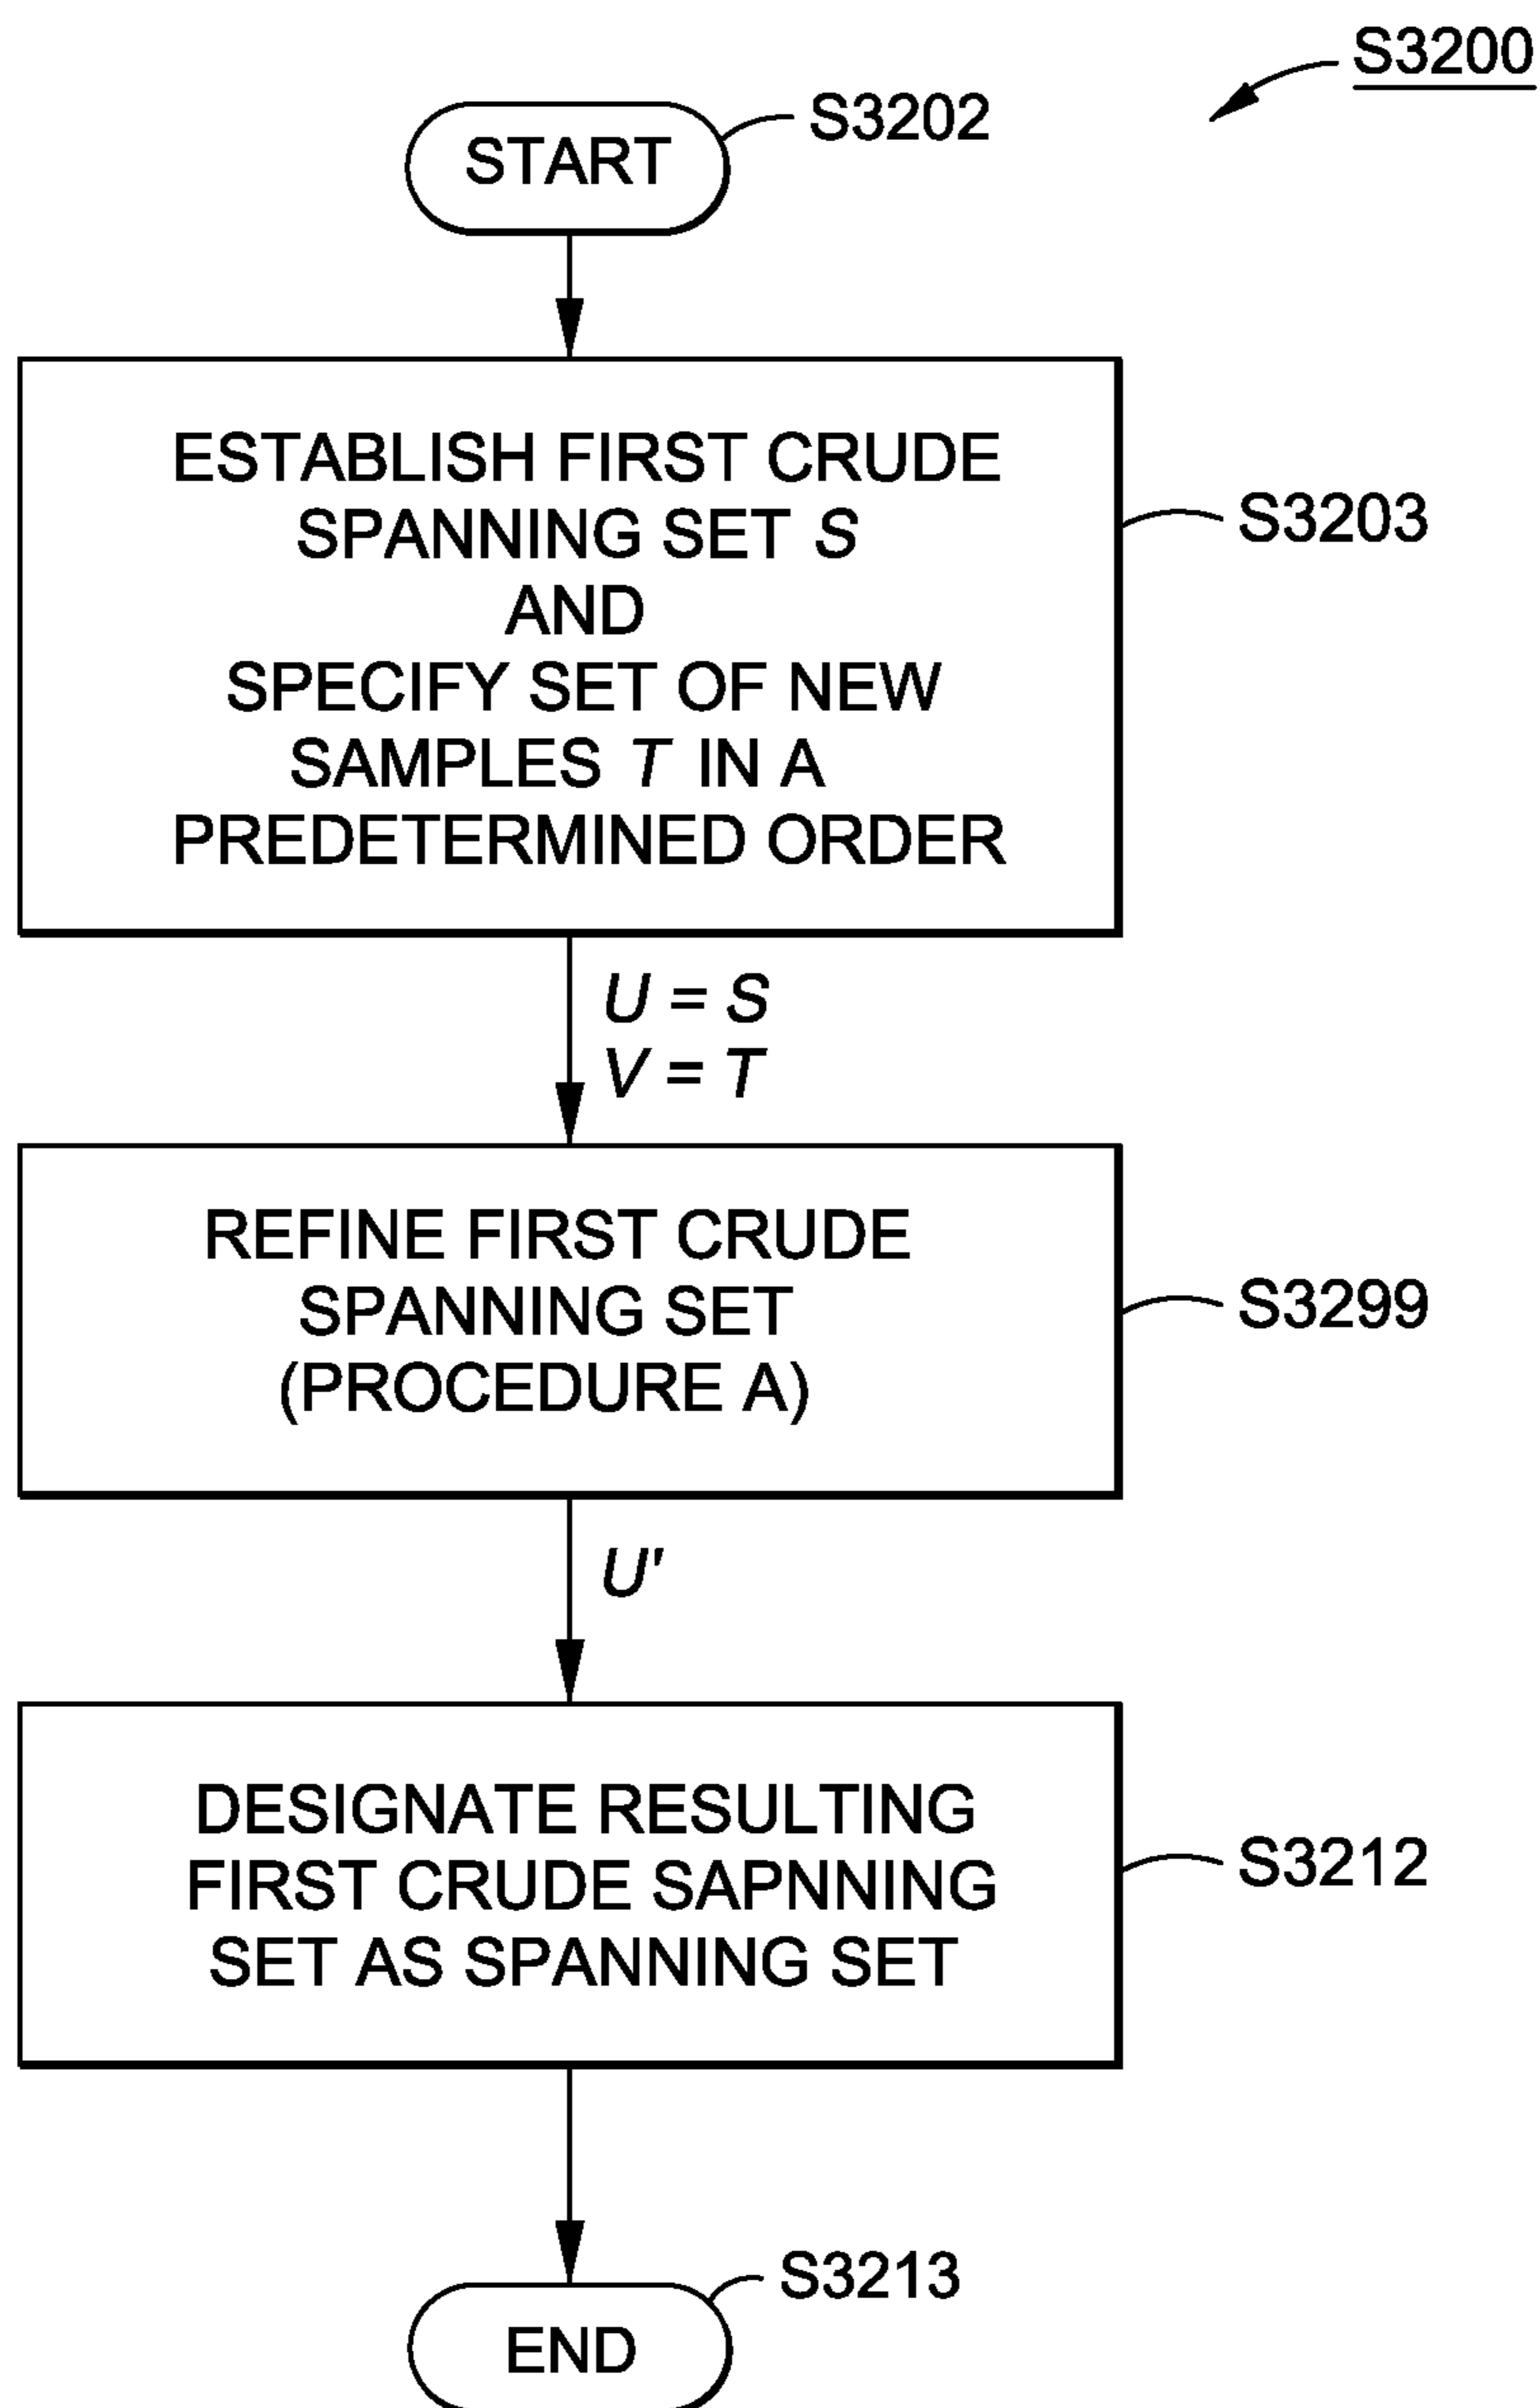 S3200
START
S3202
ESTABLISH FIRST CRUDE
SPANNING SET S
AND
SPECIFY SET OF NEW
SAMPLES T IN A
PREDETERMINED ORDER
S3203
U = S
V = T
REFINE FIRST CRUDE
SPANNING SET
(PROCEDURE A)
S3299
U'
DESIGNATE RESULTING
FIRST CRUDE SAPNNING
SET AS SPANNING SET
S3212
S3213
END